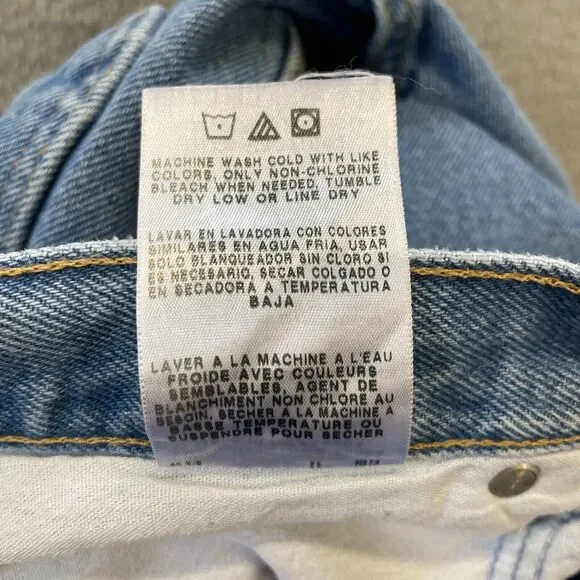 MACHINE WASH COLD WITH LIKE
COLORS, ONLY NON-CHLORINE
BLEACH WHEN NEEDED, TUMBLE
DRY LOW OR LINE DRY
LAVAR EN LAVADORA CON COLORES
SIMILARES EN AGUA FRIA, USAR
SOLO BLANQUEADOR SIN CLORO SI
ES NECESARIO, SECAR COLGADO O
EN SECADORA A TEMPERATURA
BAJA
LAVER A LA MACHINE A L'EAU
FROIDE AVEC COULEURS
SEMBLABLES, AGENT DE
BLANCHIMENT NON CHLORE AU
BESOIN, SECHER A LA MACHINE A
BASSE TEMPERATURE OU
SUSPENDRE POUR SECHER